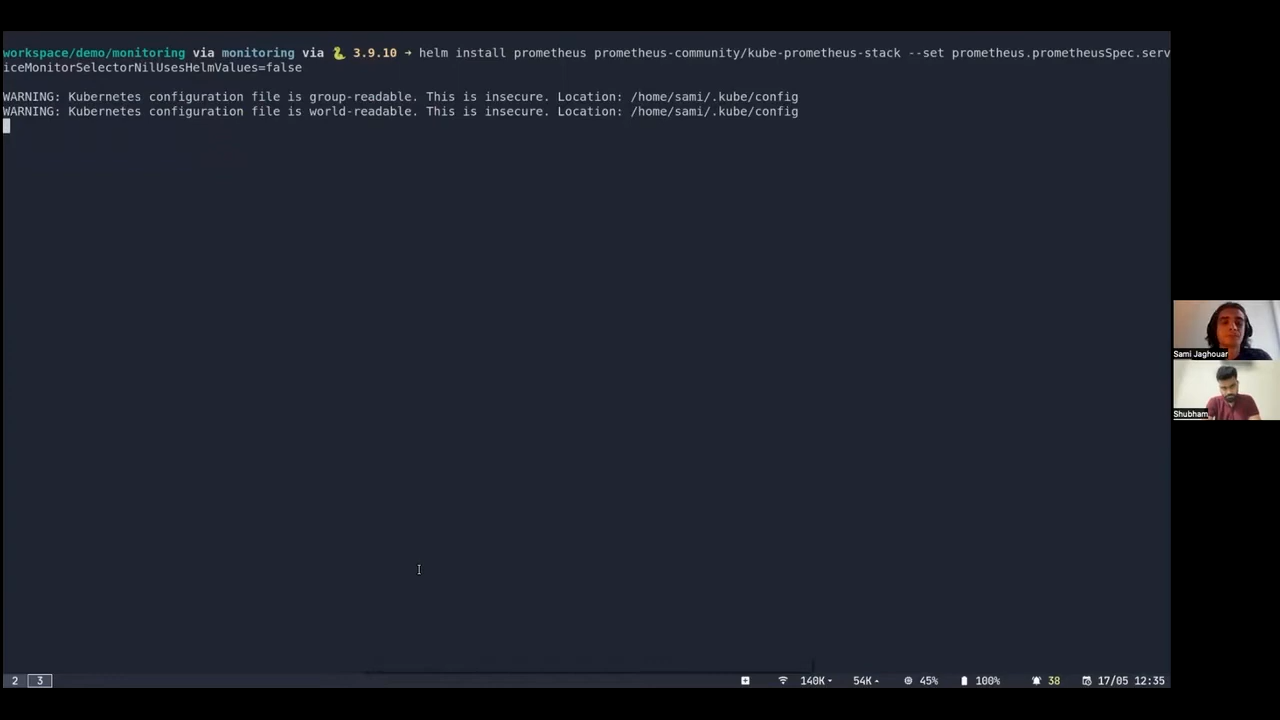 workspace/demo/monitoring via monitoring via 🐍 3.9.10 → helm install prometheus prometheus-community/kube-prometheus-stack --set prometheus.prometheusSpec.serv
iceMonitorSelectorNilUsesHelmValues=false
WARNING: Kubernetes configuration file is group-readable. This is insecure. Location: /home/sami/.kube/config
WARNING: Kubernetes configuration file is world-readable. This is insecure. Location: /home/sami/.kube/config
Sami Jaghouar
Shubham
2 3 140K 54K 45% 100% 38 17/05 12:35